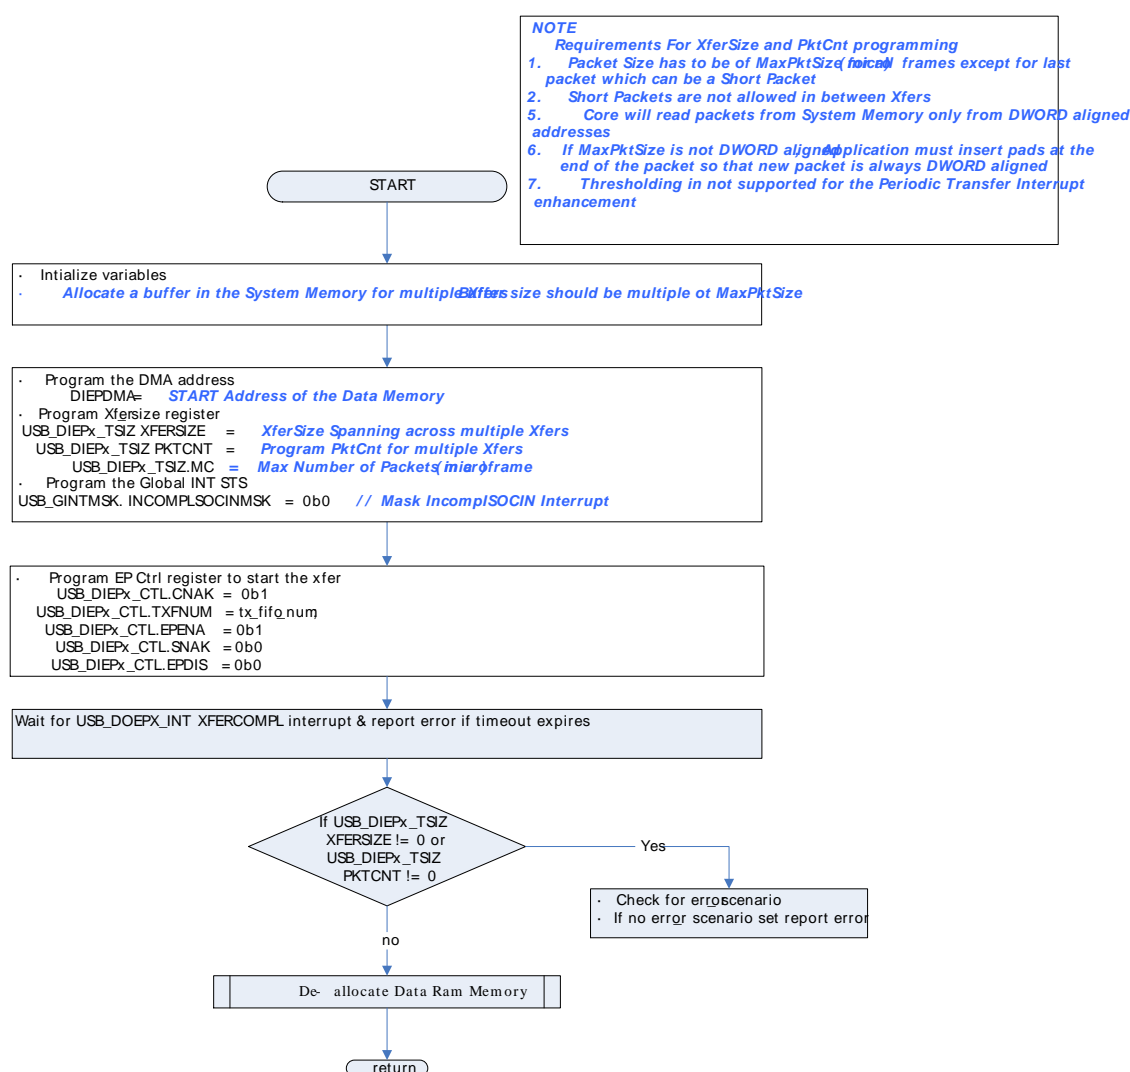 NOTE
Requirements For XferSize and PktCnt programming
1. Packet Size has to be of MaxPktSize frames except for last
packet which can be a Short Packet
2. Short Packets are not allowed in between Xfers
5. Core will read packets from System Memory only from DWORD aligned
addresses
6. If MaxPktSize is not DWORD aligned, Application must insert pads at the
end of the packet so that new packet is always DWORD aligned
7. Thresholding in not supported for the Periodic Transfer Interrupt
enhancement
START
· Intialize variables
· Allocate a buffer in the System Memory for multiple Xfers Buffer size should be multiple ot MaxPktSize
· Program the DMA address
DIEPDMA= START Address of the Data Memory
· Program Xfersize register
USB_DIEPx_TSIZ XFERSIZE = XferSize Spanning across multiple Xfers
USB_DIEPx_TSIZ PKTCNT = Program PktCnt for multiple Xfers
USB_DIEPx_TSIZ.MC = Max Number of Packets
· Program the Global INT STS
USB_GINTMSK. INCOMPLSOCINMSK = 0b0 // Mask IncomplSOCIN Interrupt
· Program EP Ctrl register to start the xfer
USB_DIEPx_CTL.CNAK = 0b1
USB_DIEPx_CTL.TXFNUM = tx_fifo_num;
USB_DIEPx_CTL.EPENA = 0b1
USB_DIEPx_CTL.SNAK = 0b0
USB_DIEPx_CTL.EPDIS = 0b0
Wait for USB_DOEPX_INT XFERCOMPL interrupt & report error if timeout expires
If USB_DIEPx_TSIZ
XFERSIZE != 0 or
USB_DIEPx_TSIZ
PKTCNT != 0
Yes
· Check for error scenario
· If no error scenario set report error
no
De- allocate Data Ram Memory
return